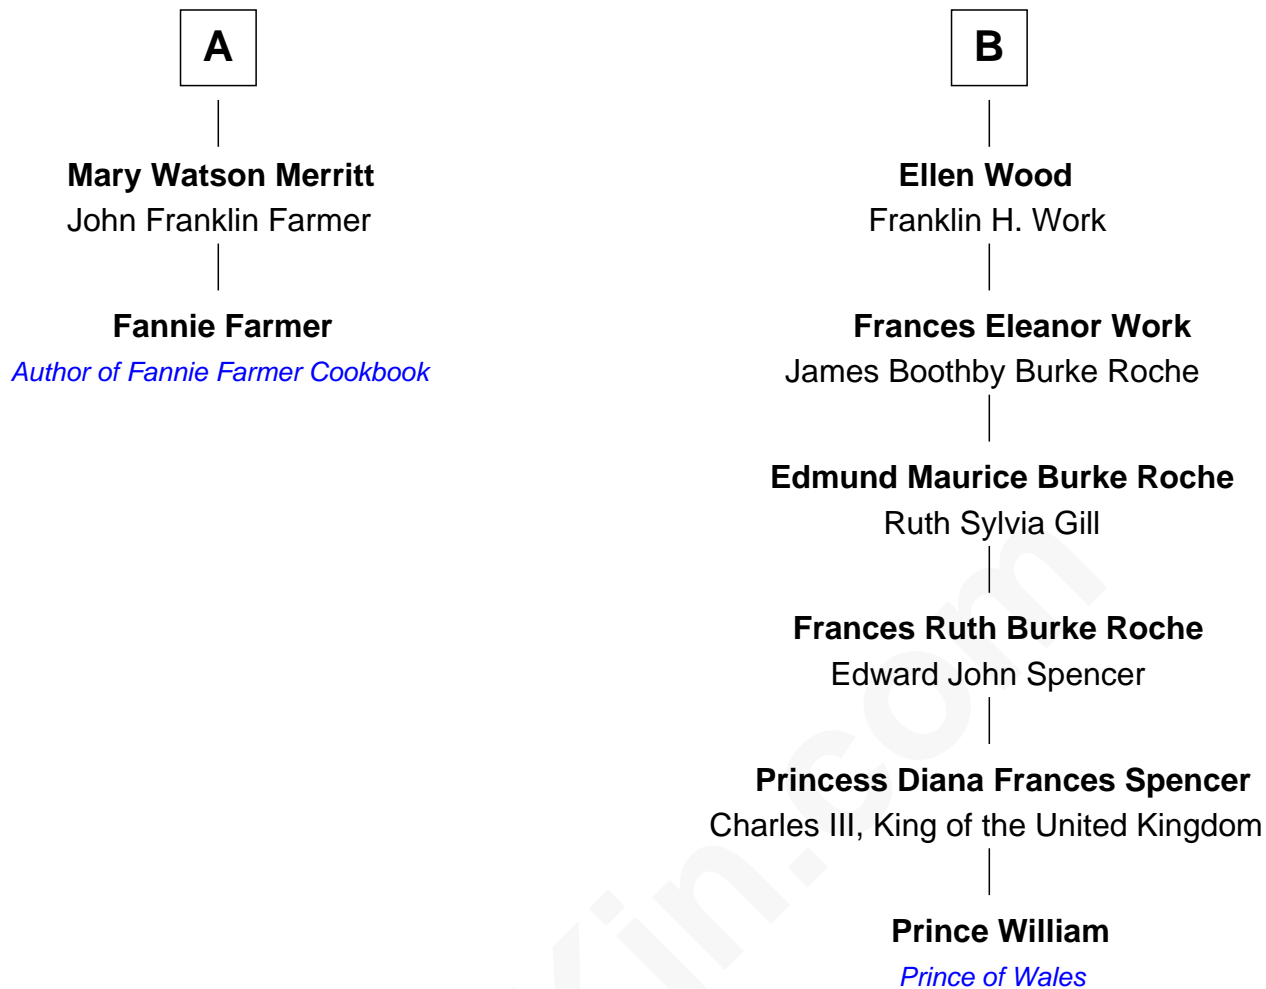 A
Mary Watson Merritt
John Franklin Farmer
Fannie Farmer
Author of Fannie Farmer Cookbook
B
Ellen Wood
Franklin H. Work
Frances Eleanor Work
James Boothby Burke Roche
Edmund Maurice Burke Roche
Ruth Sylvia Gill
Frances Ruth Burke Roche
Edward John Spencer
Princess Diana Frances Spencer
Charles III, King of the United Kingdom
Prince William
Prince of Wales
Kin.com